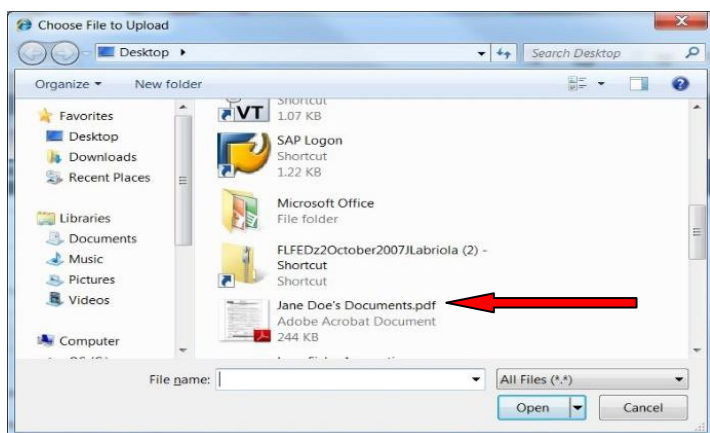 Choose File to Upload
Desktop
Search Desktop
Organize
New folder
Favorites
Desktop
Downloads
Recent Places
Libraries
Documents
Music
Pictures
Videos
Computer
VT
Shortcut
1.07 KB
SAP Logon
Shortcut
1.22 KB
Microsoft Office
File folder
FLFEDz2October2007JLabriola (2) -
Shortcut
Shortcut
Jane Doe's Documents.pdf
Adobe Acrobat Document
244 KB
File name:
All Files (*.*)
Open
Cancel